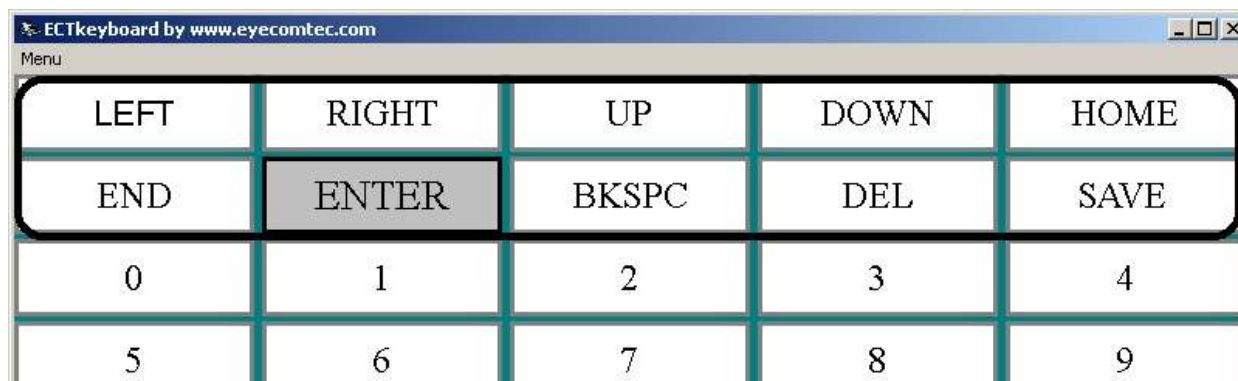 ECTkeyboard by www.eyecomtec.com
Menu
LEFT RIGHT UP DOWN HOME
END ENTER BKSPC DEL SAVE
0 1 2 3 4
5 6 7 8 9